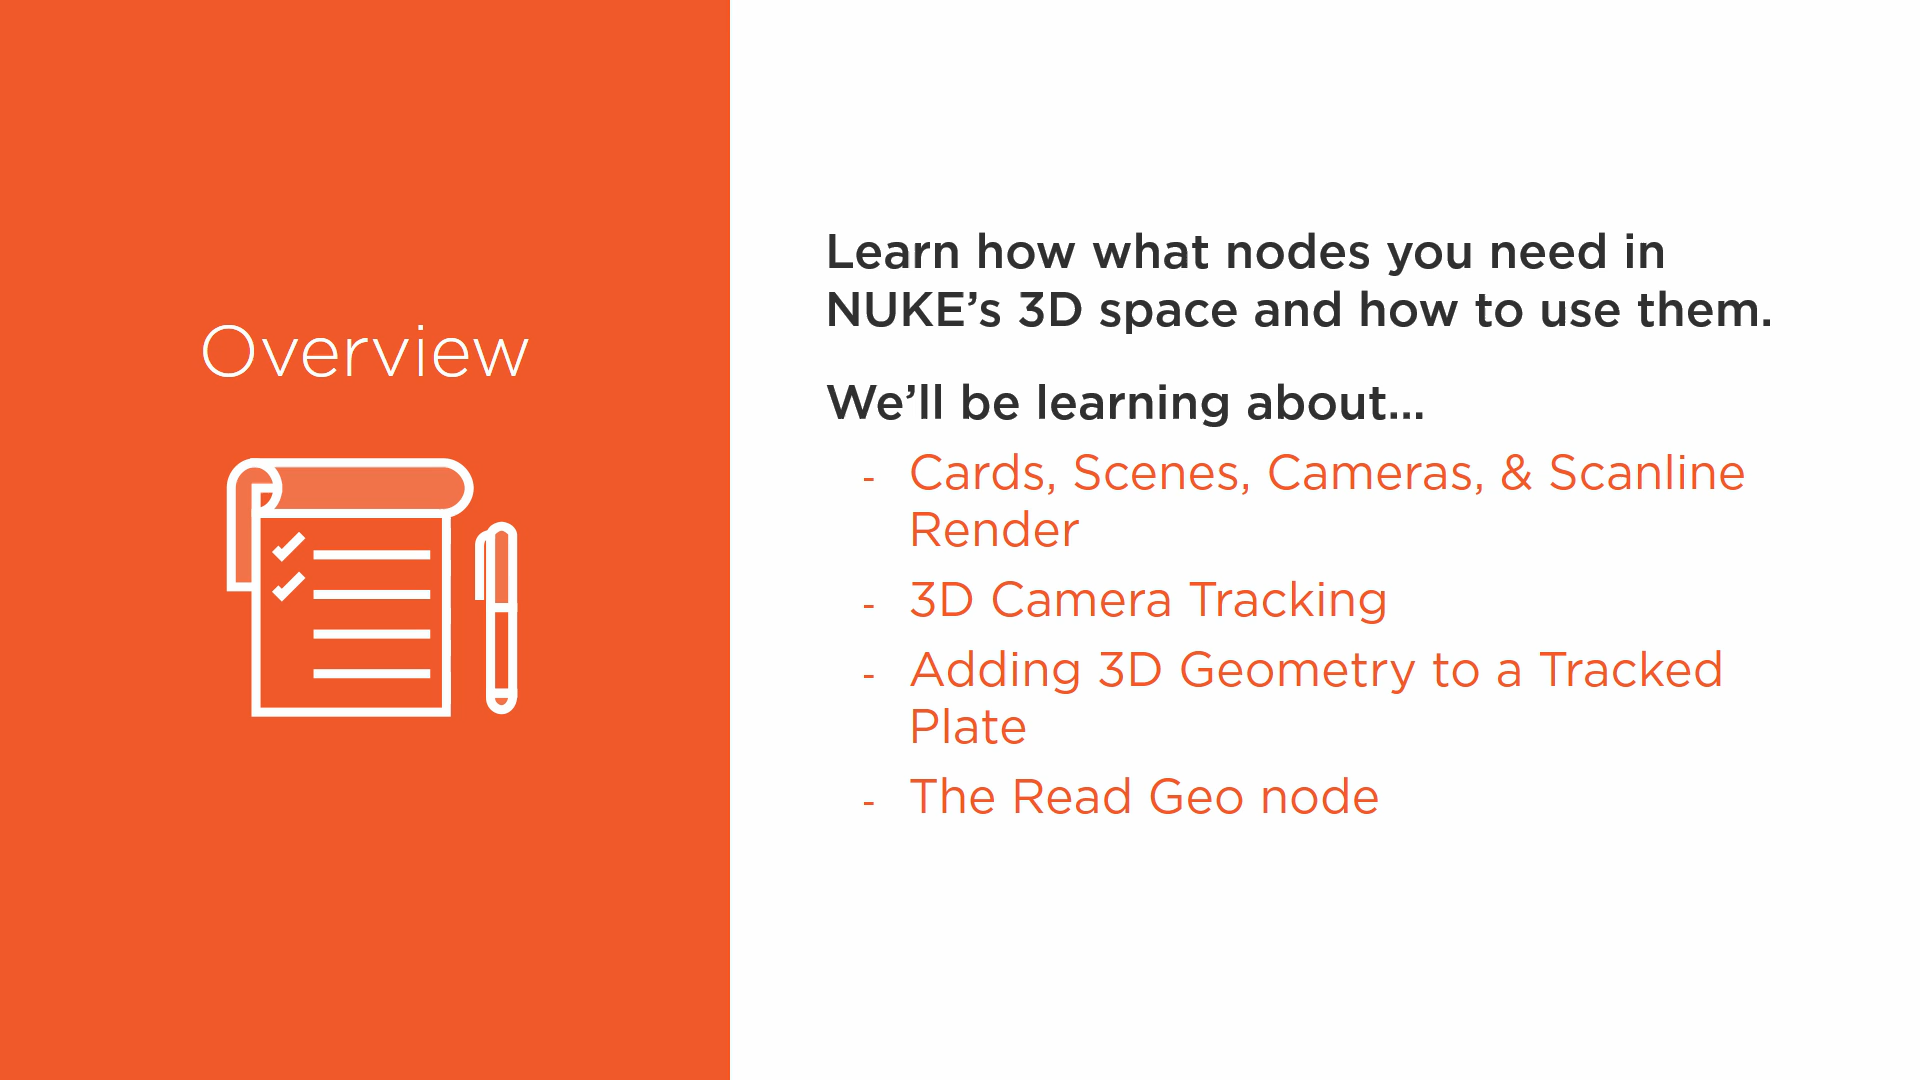 Overview
Learn how what nodes you need in
NUKE’s 3D space and how to use them.
We’ll be learning about…
- Cards, Scenes, Cameras, & Scanline
Render
- 3D Camera Tracking
- Adding 3D Geometry to a Tracked
Plate
- The Read Geo node